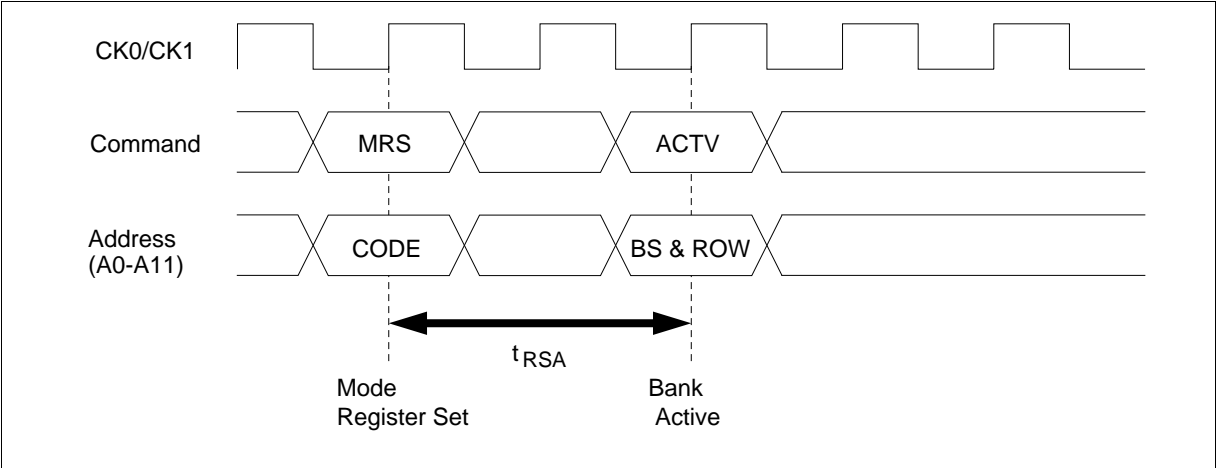 CK0/CK1
Command
MRS
ACTV
Address
(A0-A11)
CODE
BS & ROW
tRSA
Mode
Register Set
Bank
Active